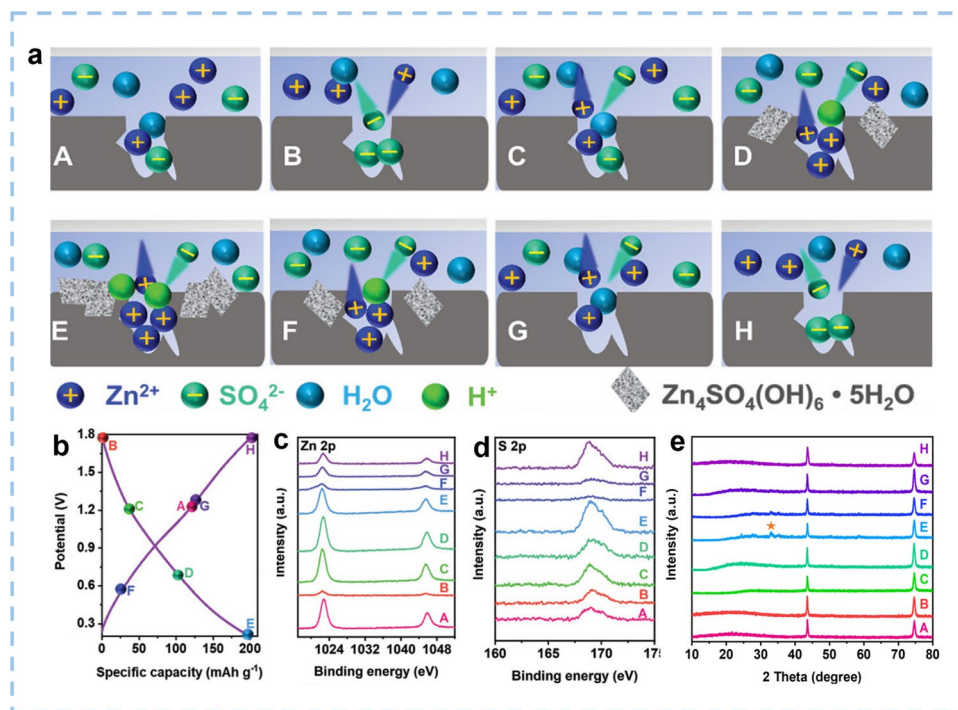 a
A
B
C
D
E
F
G
H
+ Zn²⁺
− SO₄²⁻
H₂O
H⁺
Zn₄SO₄(OH)₆ • 5H₂O
b
1.8
1.5
1.2
0.9
0.6
0.3
Potential (V)
B
H
C
A
G
D
F
E
0 50 100 150 200
Specific capacity (mAh g⁻¹)
c
Zn 2p
Intensity (a.u.)
H
G
F
E
D
C
B
A
1024 1032 1040 1048
Binding energy (eV)
d
S 2p
Intensity (a.u.)
H
G
F
E
D
C
B
A
160 165 170 175
Binding energy (eV)
e
Intensity (a.u.)
H
G
F
E
D
C
B
A
10 20 30 40 50 60 70 80
2 Theta (degree)